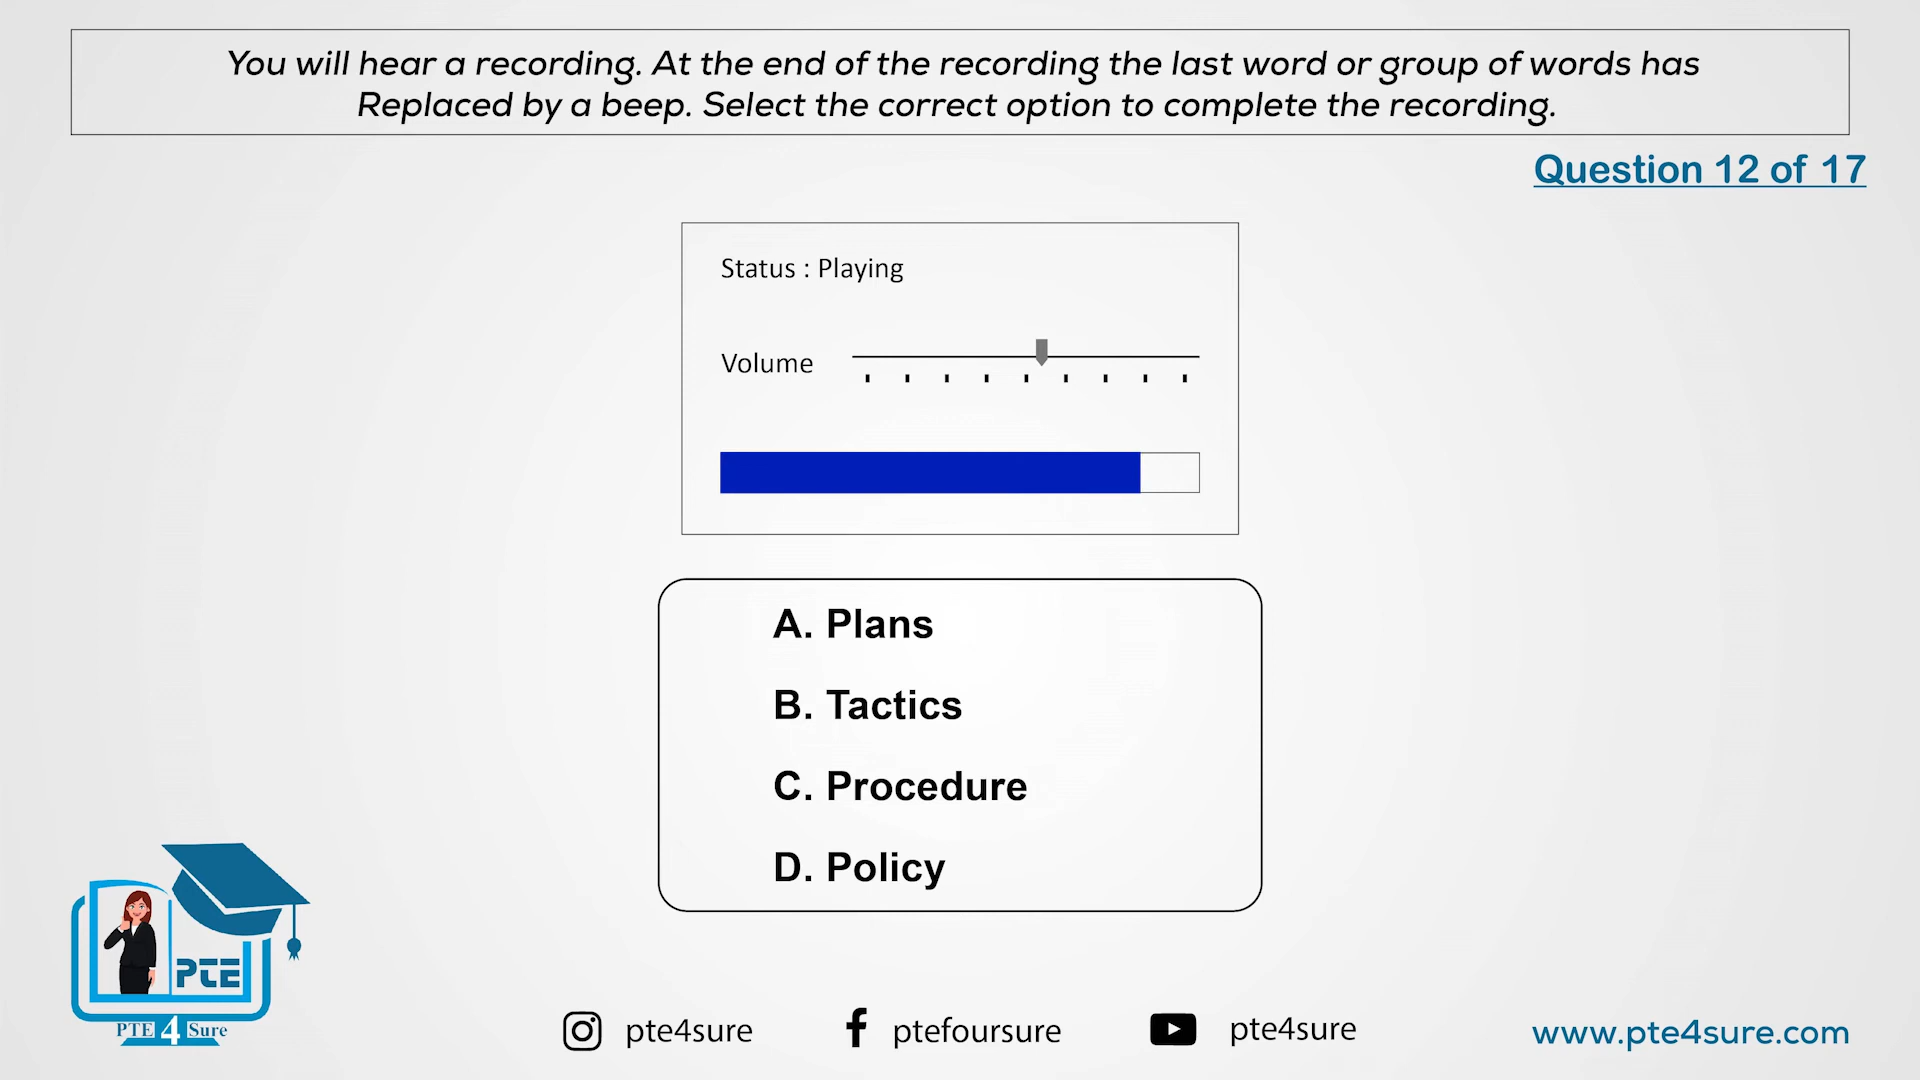 You will hear a recording. At the end of the recording the last word or group of words has
Replaced by a beep. Select the correct option to complete the recording.
Question 12 of 17
Status : Playing
Volume
A. Plans
B. Tactics
C. Procedure
D. Policy
PTE
PTE 4 Sure
pte4sure
ptefoursure
pte4sure
www.pte4sure.com